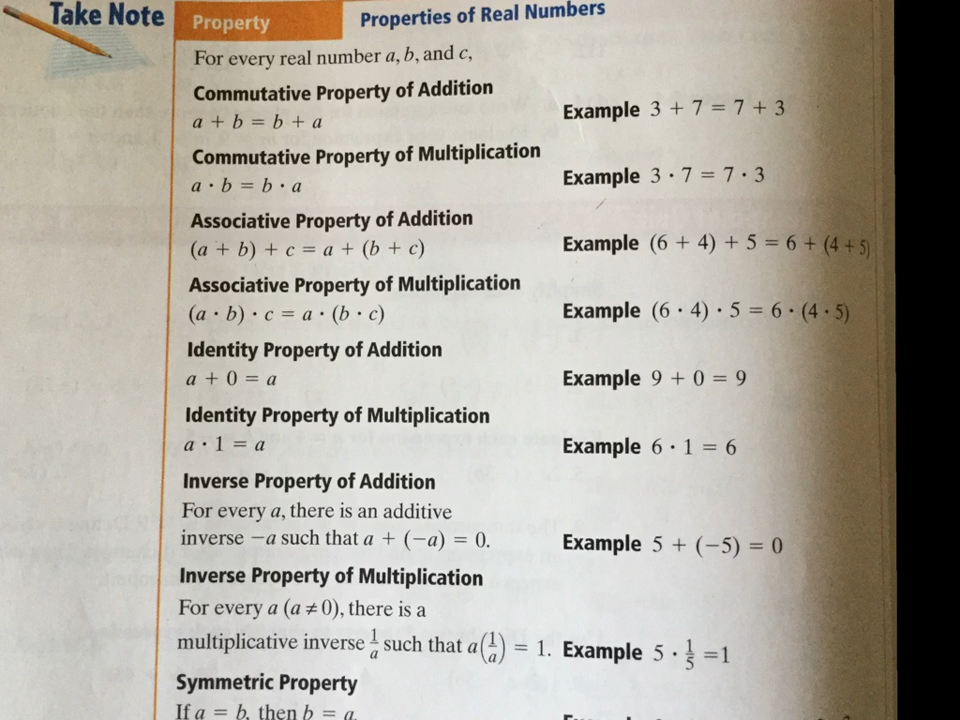 Take Note Property Properties of Real Numbers
For every real number a, b, and c,
Commutative Property of Addition
a + b = b + a Example 3 + 7 = 7 + 3
Commutative Property of Multiplication
a · b = b · a Example 3 · 7 = 7 · 3
Associative Property of Addition
(a + b) + c = a + (b + c) Example (6 + 4) + 5 = 6 + (4 + 5)
Associative Property of Multiplication
(a · b) · c = a · (b · c) Example (6 · 4) · 5 = 6 · (4 · 5)
Identity Property of Addition
a + 0 = a Example 9 + 0 = 9
Identity Property of Multiplication
a · 1 = a Example 6 · 1 = 6
Inverse Property of Addition
For every a, there is an additive
inverse −a such that a + (−a) = 0. Example 5 + (−5) = 0
Inverse Property of Multiplication
For every a (a ≠ 0), there is a
multiplicative inverse 1/a such that a(1/a) = 1. Example 5 · 1/5 = 1
Symmetric Property
If a = b, then b = a.